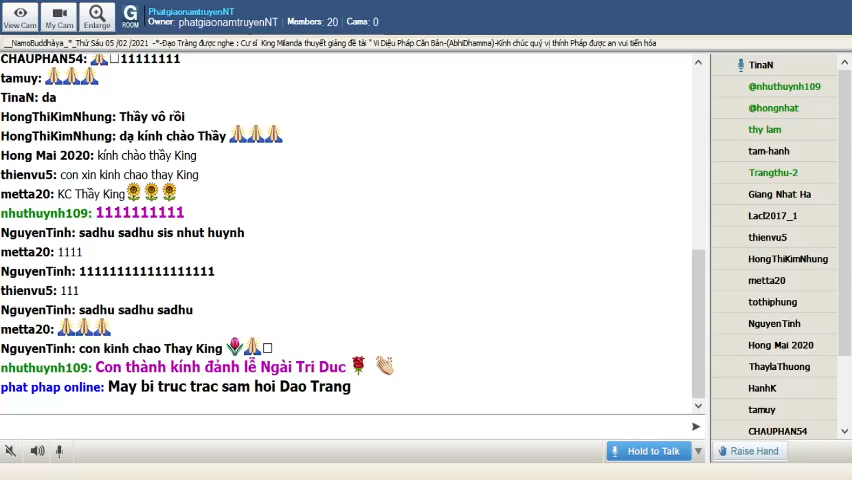 PhatgiaonamtruyenNT
Owner: phatgiaonamtruyenNT | Members: 20 | Cams: 0
View Cam
My Cam
Enlarge
G
ROOM
__NamoBuddhàya_*_Thứ Sáu 05 /02 /2021 -*-Đạo Tràng được nghe : Cư sĩ King Milanda thuyết giảng đề tài " Vi Diệu Pháp Căn Bản-(AbhiDhamma)-Kính chúc quý vị thính Pháp được an vui tiến hóa
CHAUPHAN54: 11111111
tamuy:
TinaN: da
HongThiKimNhung: Thầy vô rồi
HongThiKimNhung: dạ kính chào Thầy
Hong Mai 2020: kính chào thầy King
thienvu5: con xin kinh chao thay King
metta20: KC Thầy King
nhuthuynh109: 1111111111
NguyenTinh: sadhu sadhu sis nhut huynh
metta20: 1111
NguyenTinh: 111111111111111111
thienvu5: 111
NguyenTinh: sadhu sadhu sadhu
metta20:
NguyenTinh: con kinh chao Thay King
nhuthuynh109: Con thành kính đảnh lễ Ngài Tri Duc
phat phap online: May bi truc trac sam hoi Dao Trang
TinaN
@nhuthuynh109
@hongnhat
thy lam
tam-hanh
Trangthu-2
Giang Nhat Ha
Lacl2017_1
thienvu5
HongThiKimNhung
metta20
tothiphung
NguyenTinh
Hong Mai 2020
ThaylaThuong
HanhK
tamuy
CHAUPHAN54
Hold to Talk
Raise Hand